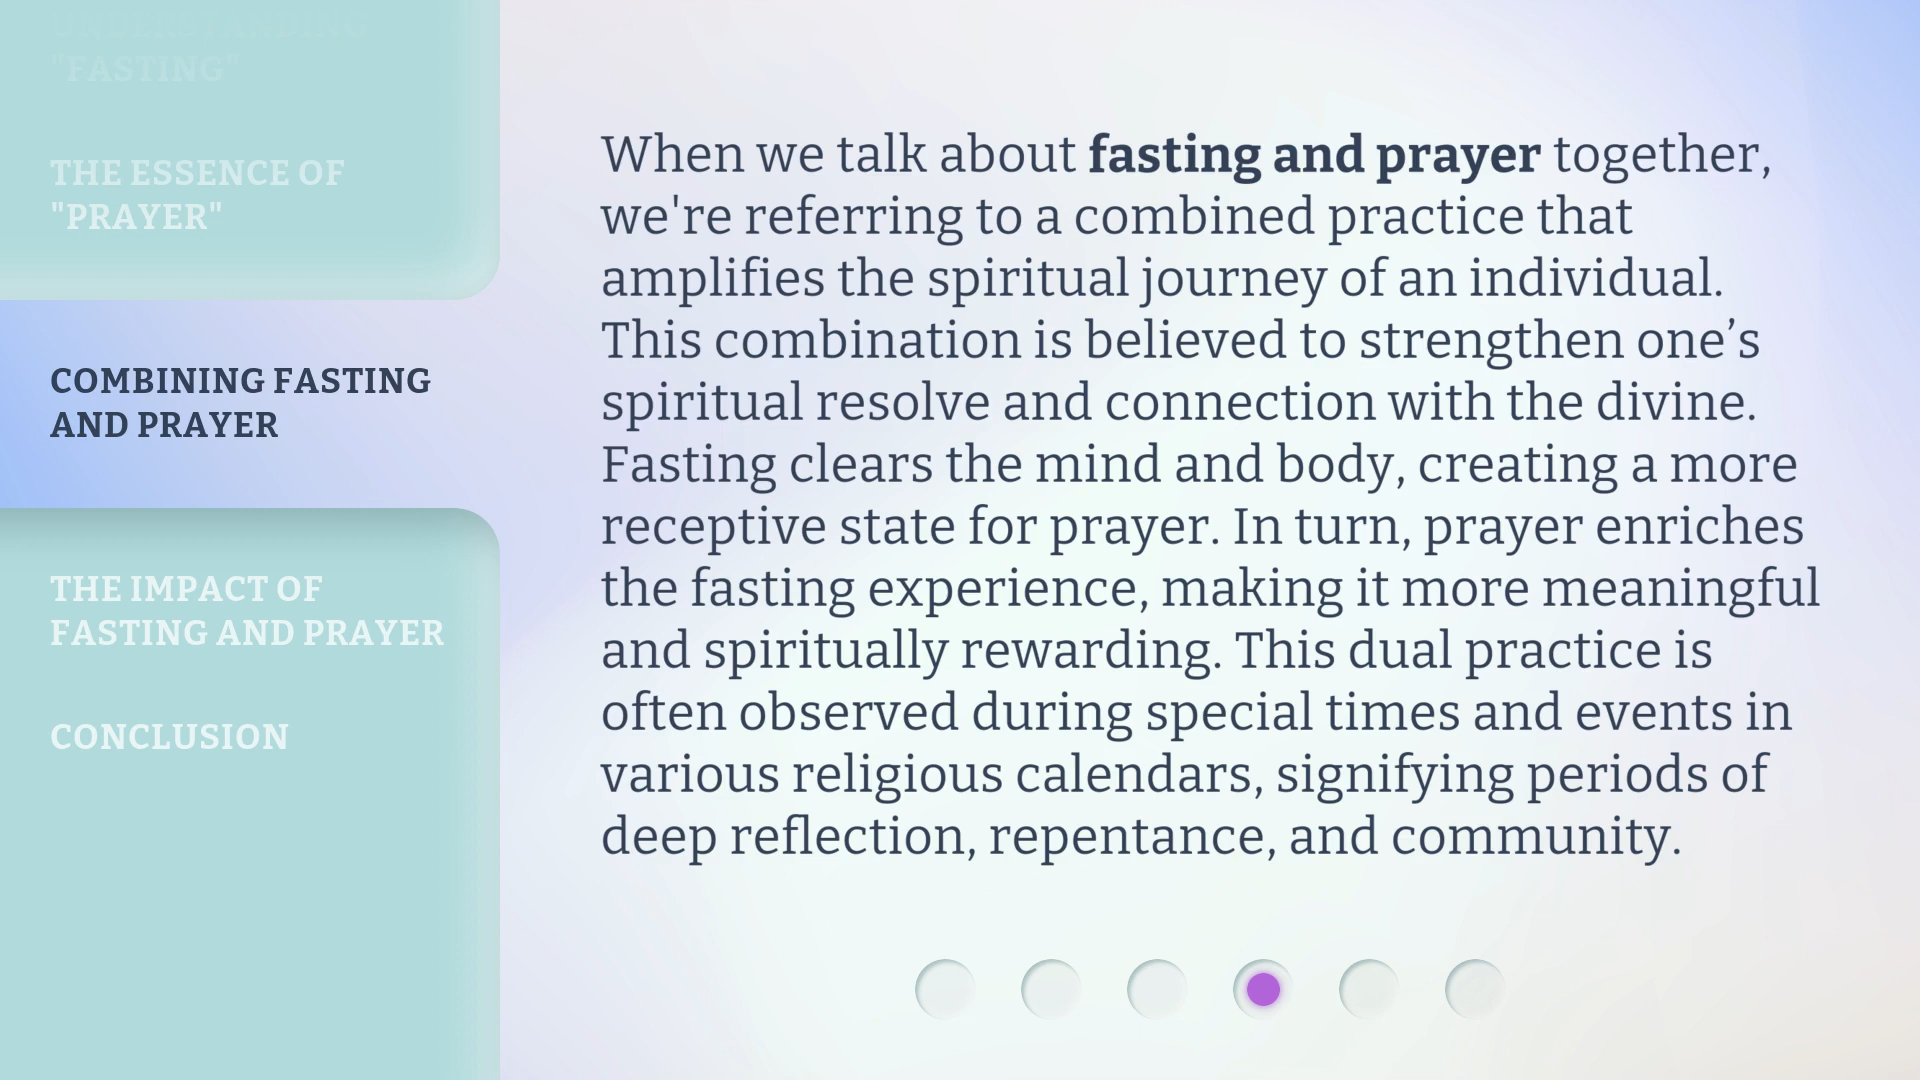 UNDERSTANDING
"FASTING"
THE ESSENCE OF
"PRAYER"
COMBINING FASTING
AND PRAYER
THE IMPACT OF
FASTING AND PRAYER
CONCLUSION
When we talk about fasting and prayer together,
we're referring to a combined practice that
amplifies the spiritual journey of an individual.
This combination is believed to strengthen one’s
spiritual resolve and connection with the divine.
Fasting clears the mind and body, creating a more
receptive state for prayer. In turn, prayer enriches
the fasting experience, making it more meaningful
and spiritually rewarding. This dual practice is
often observed during special times and events in
various religious calendars, signifying periods of
deep reflection, repentance, and community.